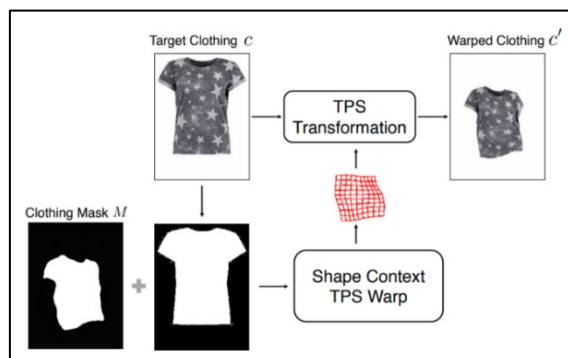 Target Clothing c
Warped Clothing c′
TPS
Transformation
Clothing Mask M
Shape Context
TPS Warp